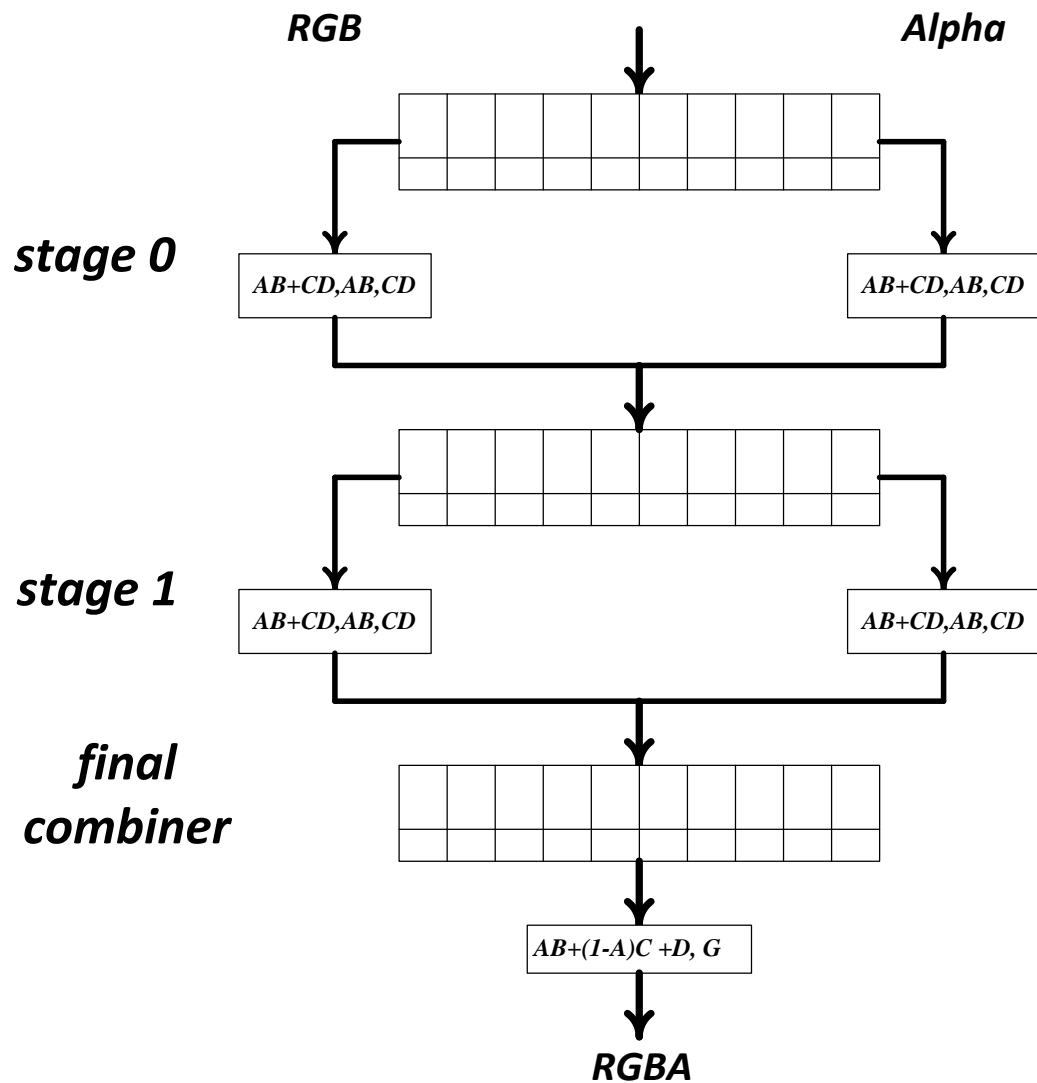 RGB
Alpha
stage 0
AB+CD,AB,CD
AB+CD,AB,CD
stage 1
AB+CD,AB,CD
AB+CD,AB,CD
final
combiner
AB+(1-A)C +D, G
RGBA